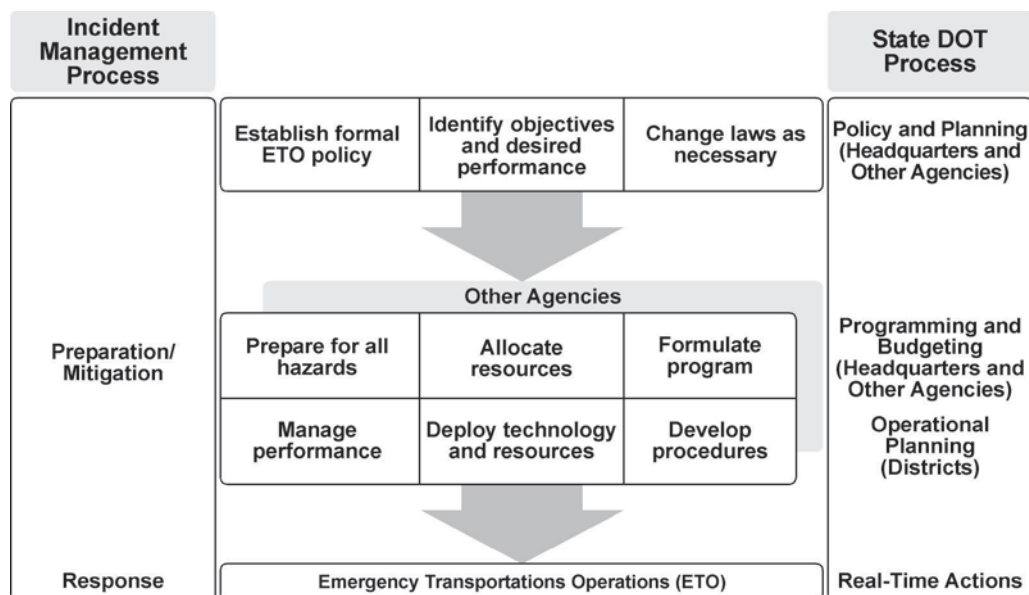 Incident
Management
Process
State DOT
Process
Establish formal
ETO policy
Identify objectives
and desired
performance
Change laws as
necessary
Policy and Planning
(Headquarters and
Other Agencies)
Other Agencies
Preparation/
Mitigation
Prepare for all
hazards
Allocate
resources
Formulate
program
Programming and
Budgeting
(Headquarters and
Other Agencies)
Manage
performance
Deploy technology
and resources
Develop
procedures
Operational
Planning
(Districts)
Response
Emergency Transportations Operations (ETO)
Real-Time Actions